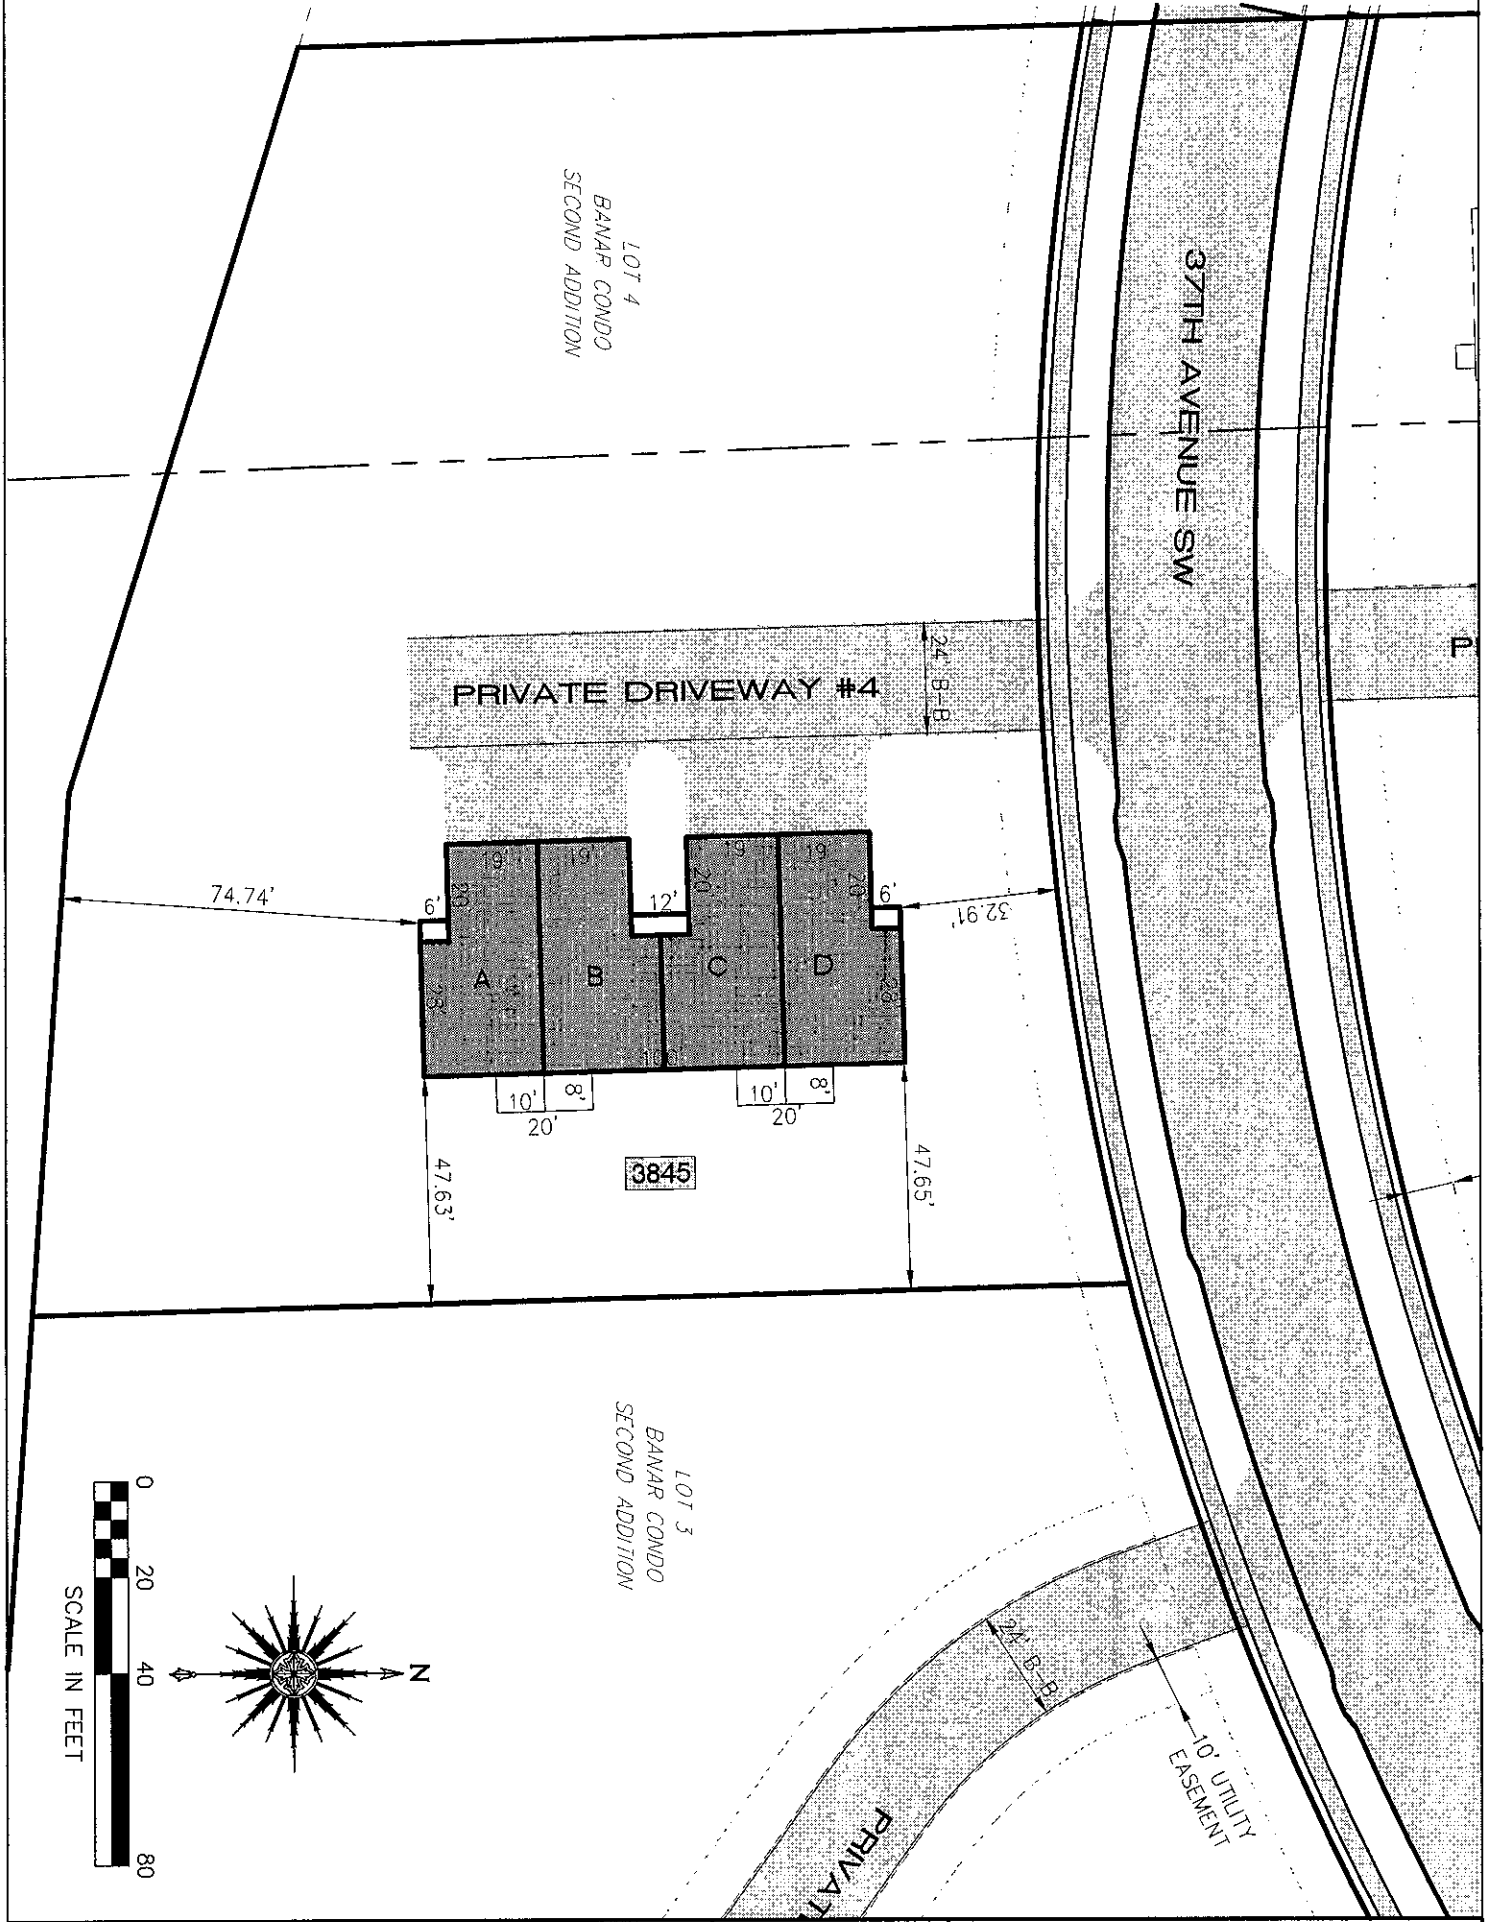 37TH AVENUE SW
LOT 4
BANAR CONDO
SECOND ADDITION
P
24' B-B
PRIVATE DRIVEWAY #4
19'
19'
19
19
20'
20'
6'
12'
6'
74.74'
32.91'
A
B
C
D
28'
28'
100'
10'
8'
20'
10'
8'
20'
3845
47.63'
47.65'
LOT 3
BANAR CONDO
SECOND ADDITION
24' B-B
10' UTILITY
EASEMENT
PRIVAT
N
0 20 40 80
SCALE IN FEET